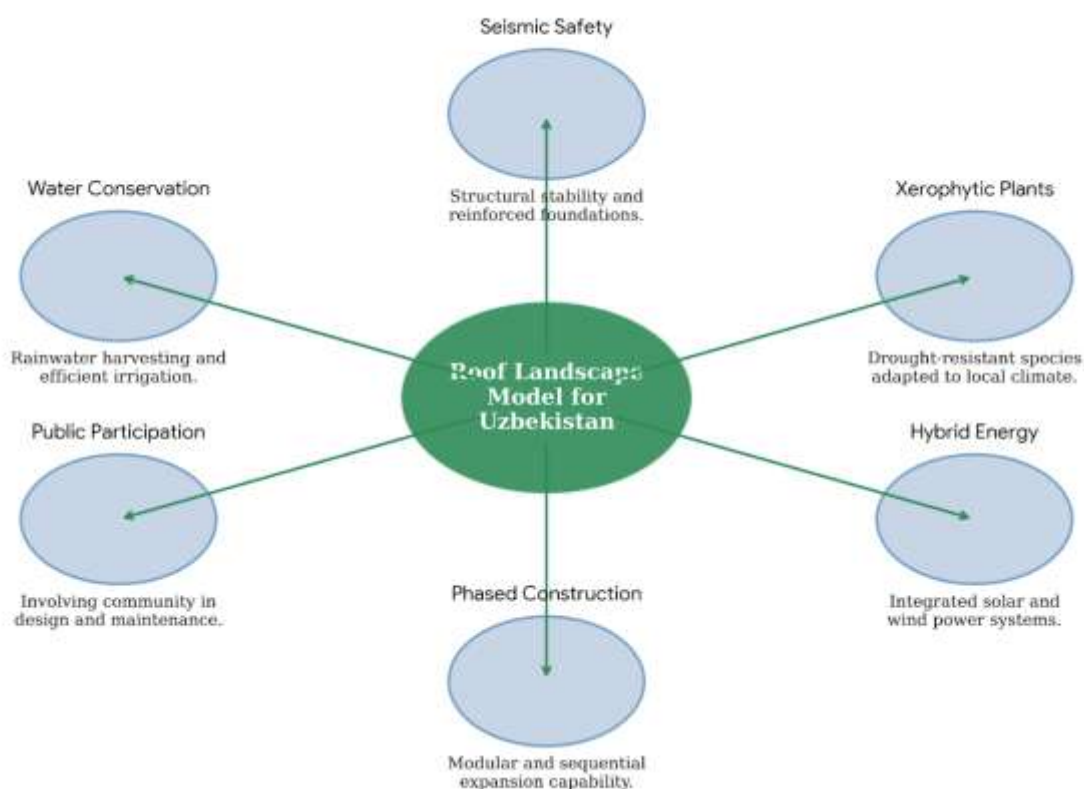 Seismic Safety
Structural stability and
reinforced foundations.
Water Conservation
Rainwater harvesting and
efficient irrigation.
Xerophytic Plants
Drought-resistant species
adapted to local climate.
Roof Landscape
Model for
Uzbekistan
Public Participation
Involving community in
design and maintenance.
Hybrid Energy
Integrated solar and
wind power systems.
Phased Construction
Modular and sequential
expansion capability.